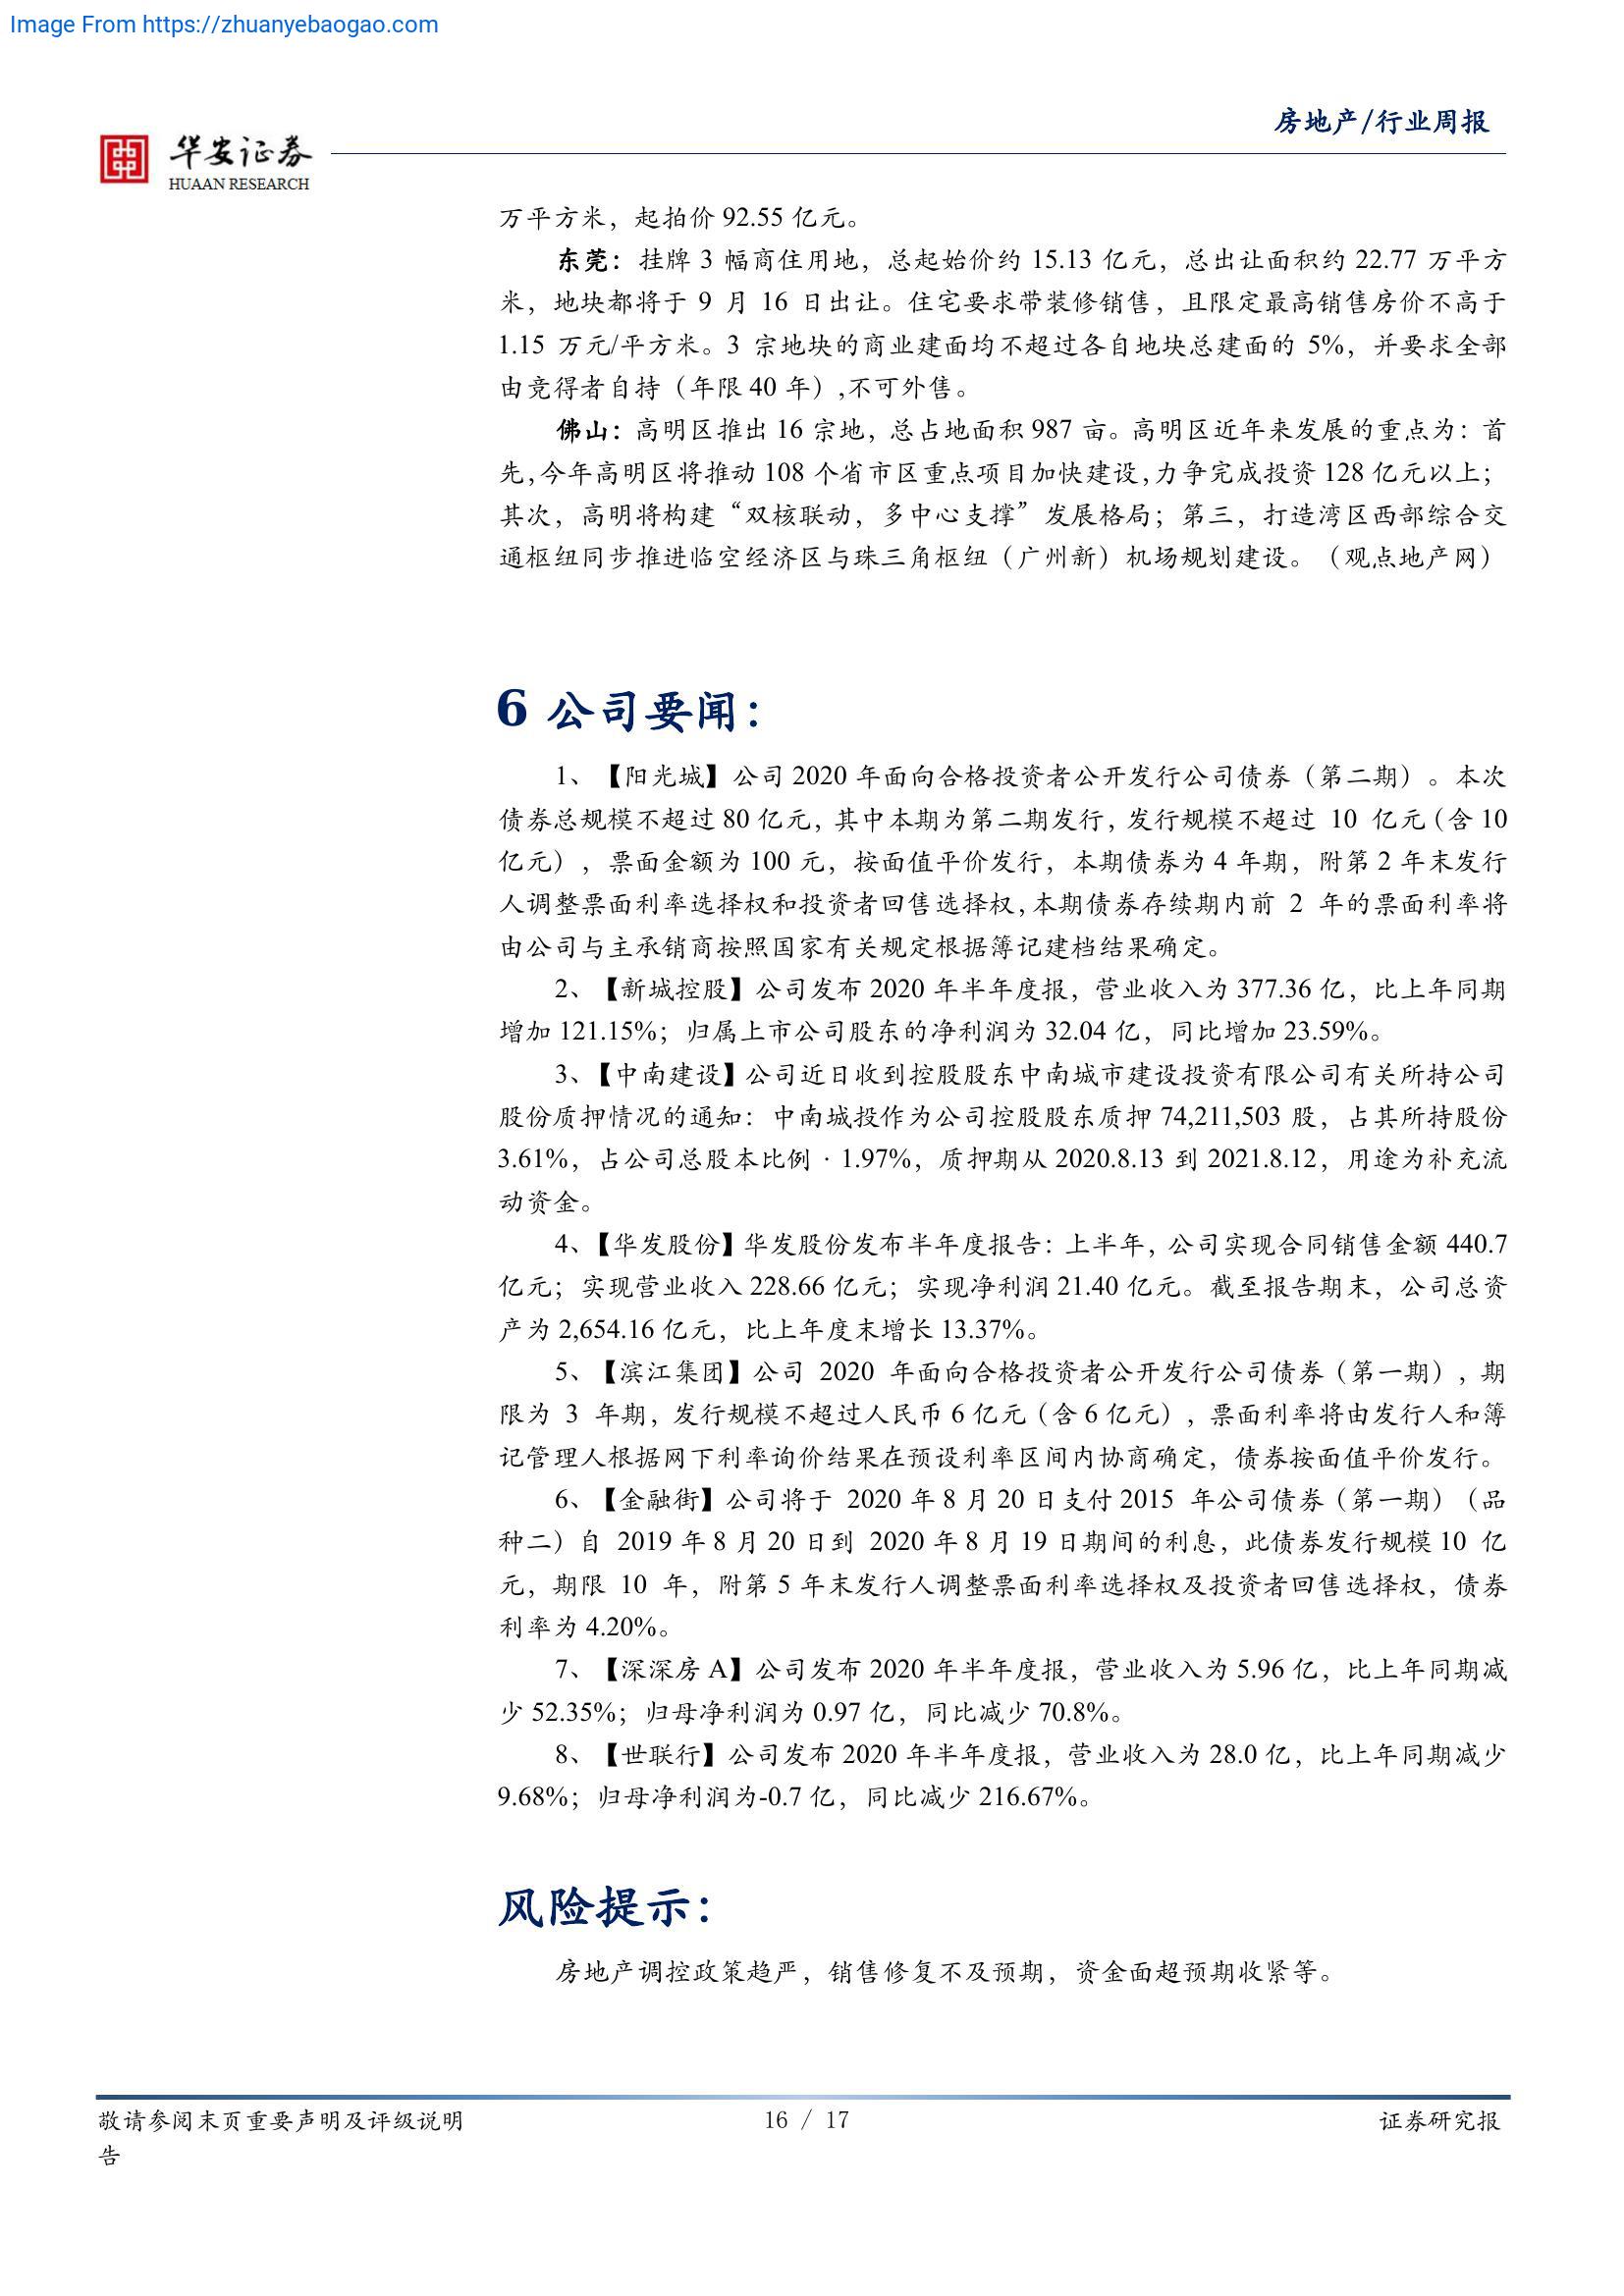 Image From https://zhuanyebaogao.com
房地产/行业周报
华安证券
HUAAN RESEARCH
万平方米，起拍价 92.55 亿元。
东莞：挂牌 3 幅商住用地，总起始价约 15.13 亿元，总出让面积约 22.77 万平方
米，地块都将于 9 月 16 日出让。住宅要求带装修销售，且限定最高销售房价不高于
1.15 万元/平方米。3 宗地块的商业建面均不超过各自地块总建面的 5%，并要求全部
由竞得者自持（年限 40 年）,不可外售。
佛山：高明区推出 16 宗地，总占地面积 987 亩。高明区近年来发展的重点为：首
先,今年高明区将推动 108 个省市区重点项目加快建设,力争完成投资 128 亿元以上；
其次，高明将构建“双核联动，多中心支撑”发展格局；第三，打造湾区西部综合交
通枢纽同步推进临空经济区与珠三角枢纽（广州新）机场规划建设。（观点地产网）
6 公司要闻：
1、【阳光城】公司 2020 年面向合格投资者公开发行公司债券（第二期）。本次
债券总规模不超过 80 亿元，其中本期为第二期发行，发行规模不超过 10 亿元（含 10
亿元），票面金额为 100 元，按面值平价发行，本期债券为 4 年期，附第 2 年末发行
人调整票面利率选择权和投资者回售选择权,本期债券存续期内前 2 年的票面利率将
由公司与主承销商按照国家有关规定根据簿记建档结果确定。
2、【新城控股】公司发布 2020 年半年度报，营业收入为 377.36 亿，比上年同期
增加 121.15%；归属上市公司股东的净利润为 32.04 亿，同比增加 23.59%。
3、【中南建设】公司近日收到控股股东中南城市建设投资有限公司有关所持公司
股份质押情况的通知：中南城投作为公司控股股东质押 74,211,503 股，占其所持股份
3.61%，占公司总股本比例 · 1.97%，质押期从 2020.8.13 到 2021.8.12，用途为补充流
动资金。
4、【华发股份】华发股份发布半年度报告：上半年，公司实现合同销售金额 440.7
亿元；实现营业收入 228.66 亿元；实现净利润 21.40 亿元。截至报告期末，公司总资
产为 2,654.16 亿元，比上年度末增长 13.37%。
5、【滨江集团】公司 2020 年面向合格投资者公开发行公司债券（第一期），期
限为 3 年期，发行规模不超过人民币 6 亿元（含 6 亿元），票面利率将由发行人和簿
记管理人根据网下利率询价结果在预设利率区间内协商确定，债券按面值平价发行。
6、【金融街】公司将于 2020 年 8 月 20 日支付 2015 年公司债券（第一期）（品
种二）自 2019 年 8 月 20 日到 2020 年 8 月 19 日期间的利息，此债券发行规模 10 亿
元，期限 10 年，附第 5 年末发行人调整票面利率选择权及投资者回售选择权，债券
利率为 4.20%。
7、【深深房 A】公司发布 2020 年半年度报，营业收入为 5.96 亿，比上年同期减
少 52.35%；归母净利润为 0.97 亿，同比减少 70.8%。
8、【世联行】公司发布 2020 年半年度报，营业收入为 28.0 亿，比上年同期减少
9.68%；归母净利润为-0.7 亿，同比减少 216.67%。
风险提示：
房地产调控政策趋严，销售修复不及预期，资金面超预期收紧等。
敬请参阅末页重要声明及评级说明 16 / 17 证券研究报
告